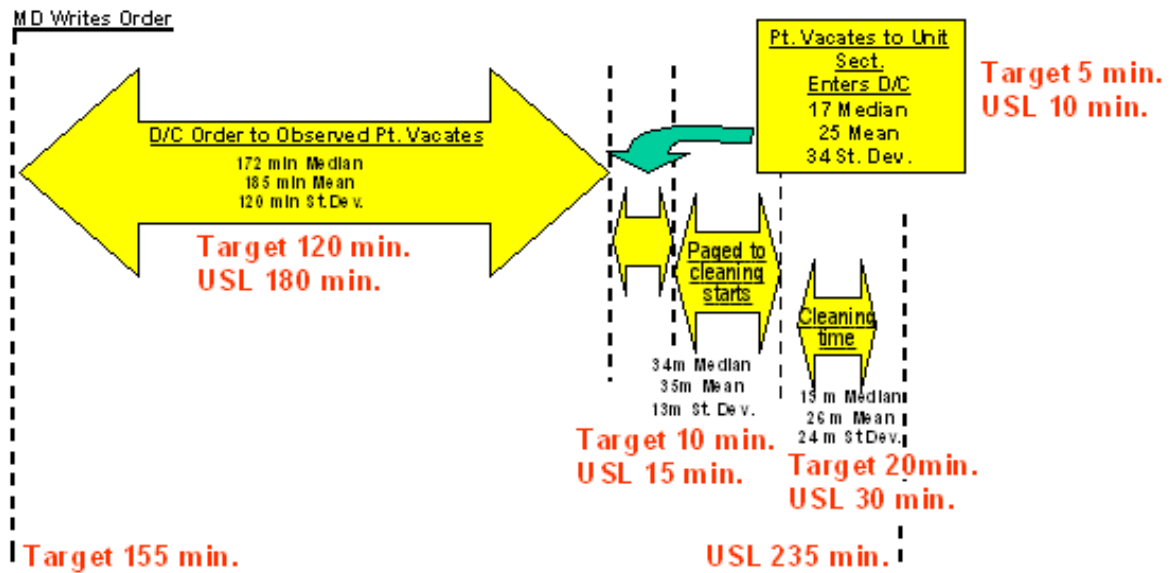 MD Writes Order
Pt. Vacates to Unit
Sect.
Enters D/C
17 Median
25 Mean
34 St. Dev.
Target 5 min.
USL 10 min.
D/C Order to Observed Pt. Vacates
172 min Median
185 min Mean
120 min St.Dev.
Target 120 min.
USL 180 min.
Paged to
cleaning
starts
34m Median
35m Mean
13m St. Dev.
Target 10 min.
USL 15 min.
Cleaning
time
m Median
26 m Mean
24 m St.Dev.
Target 20min.
USL 30 min.
Target 155 min.
USL 235 min.